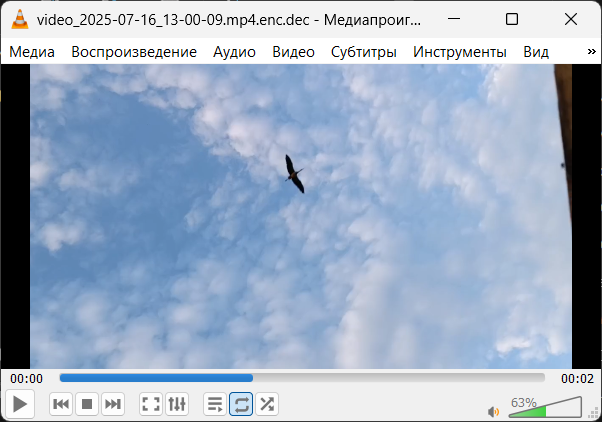 video_2025-07-16_13-00-09.mp4.enc.dec - Медиапроиг...
Медиа Воспроизведение Аудио Видео Субтитры Инструменты Вид »
00:00 00:02
63%